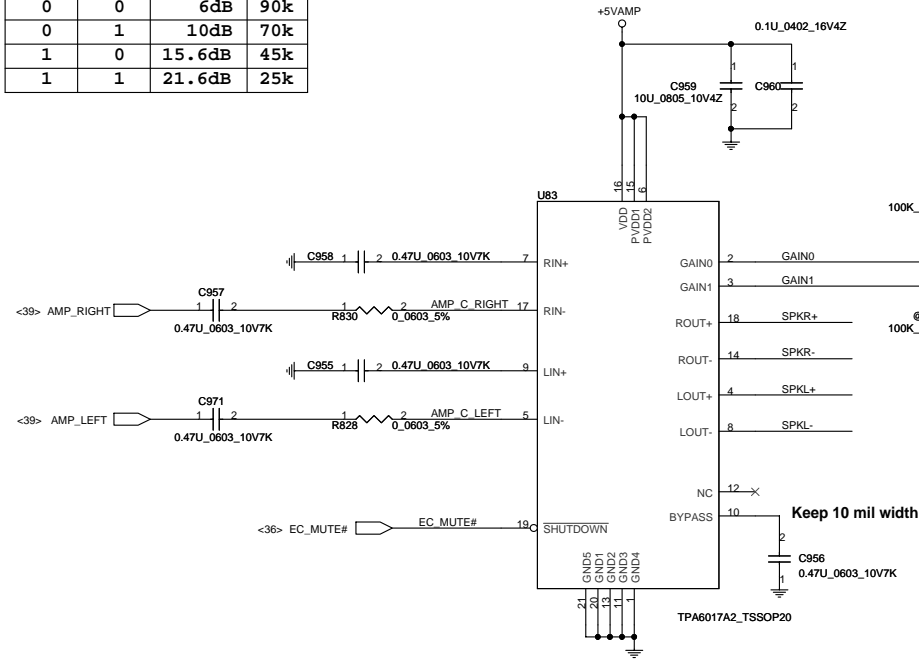 0 0 6dB 90k
0 1 10dB 70k
1 0 15.6dB 45k
1 1 21.6dB 25k
+5VAMP
0.1U_0402_16V4Z
1
1
C959
C960
10U_0805_10V4Z
2
2
U83
16
15
6
VDD
PVDD1
PVDD2
100K_
C958 1 2 0.47U_0603_10V7K 7 RIN+
GAIN0 2 GAIN0
GAIN1 3 GAIN1
C957
<39> AMP_RIGHT 1 2
0.47U_0603_10V7K
1 2 AMP_C_RIGHT 17 RIN-
R830 0_0603_5%
ROUT+ 18 SPKR+
@
100K_
ROUT- 14 SPKR-
C955 1 2 0.47U_0603_10V7K 9 LIN+
LOUT+ 4 SPKL+
C971
<39> AMP_LEFT 1 2
0.47U_0603_10V7K
1 2 AMP_C_LEFT 5 LIN-
R828 0_0603_5%
LOUT- 8 SPKL-
NC 12
BYPASS 10 Keep 10 mil width
<36> EC_MUTE# EC_MUTE# 19 SHUTDOWN
2
C956
1 0.47U_0603_10V7K
GND5
GND1
GND2
GND3
GND4
21
20
13
11
1
TPA6017A2_TSSOP20